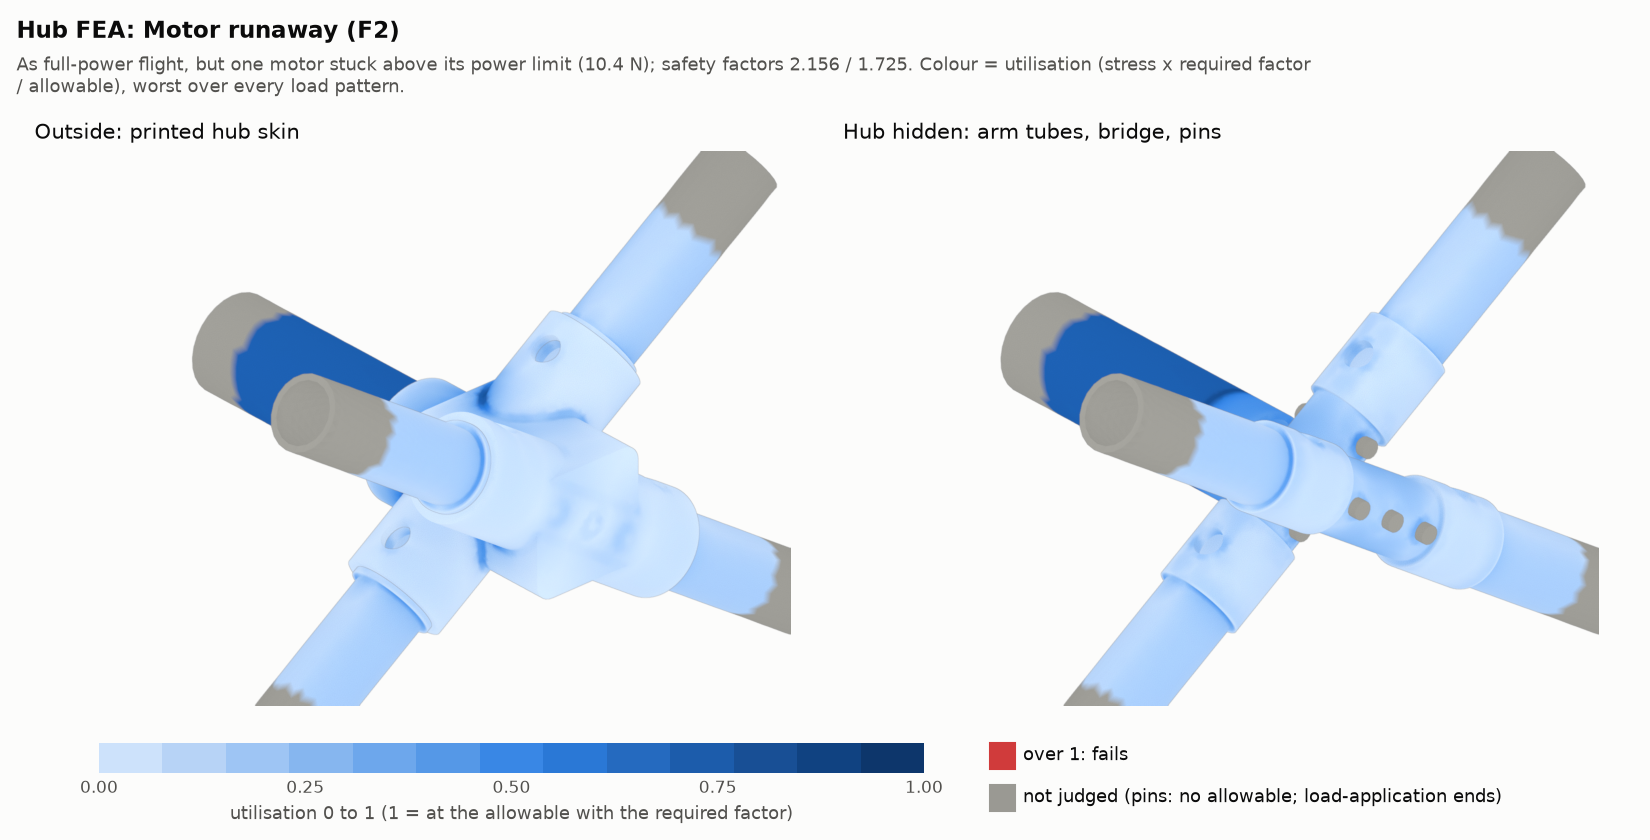 Hub FEA: Motor runaway (F2)
As full-power flight, but one motor stuck above its power limit (10.4 N); safety factors 2.156 / 1.725. Colour = utilisation (stress x required factor
/ allowable), worst over every load pattern.
Outside: printed hub skin
Hub hidden: arm tubes, bridge, pins
0.00 0.25 0.50 0.75 1.00
utilisation 0 to 1 (1 = at the allowable with the required factor)
over 1: fails
not judged (pins: no allowable; load-application ends)